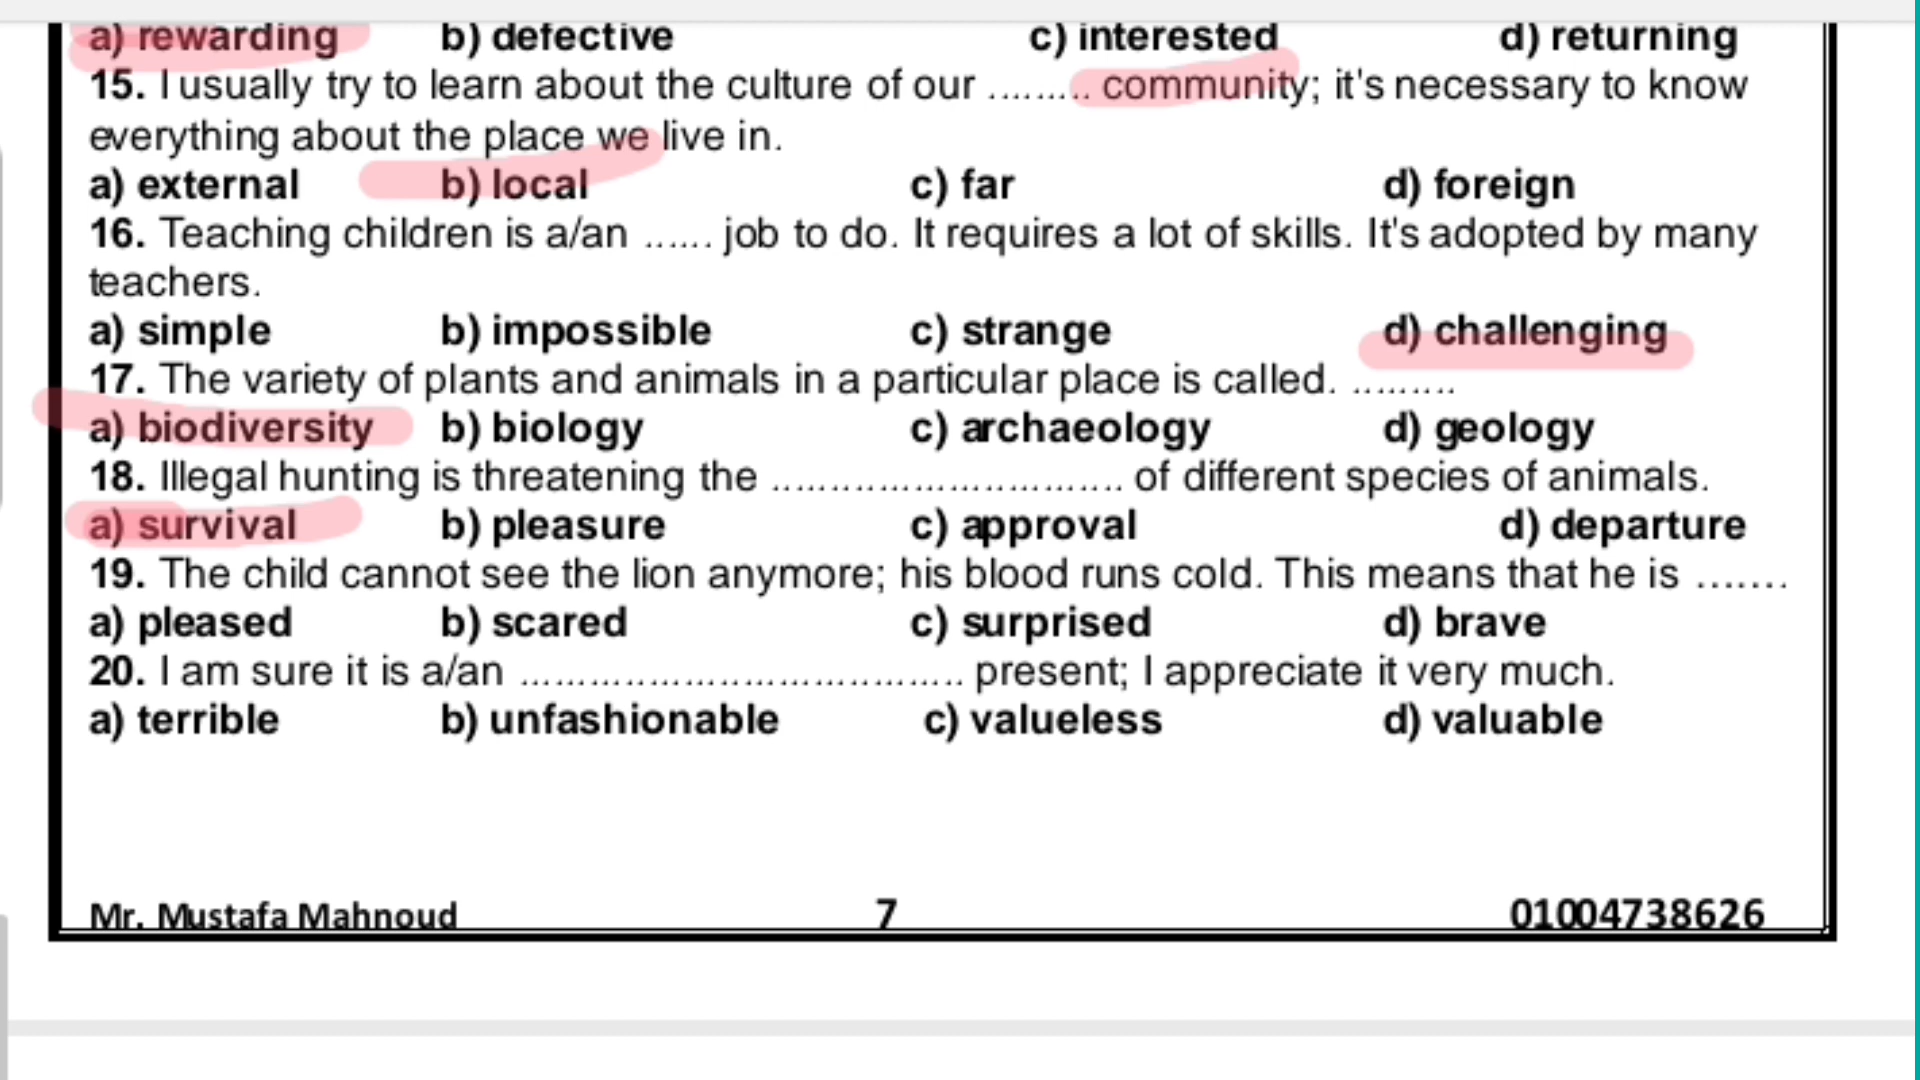 a) rewarding b) defective c) interested d) returning
15. I usually try to learn about the culture of our ........ community; it's necessary to know
everything about the place we live in.
a) external b) local c) far d) foreign
16. Teaching children is a/an ...... job to do. It requires a lot of skills. It's adopted by many
teachers.
a) simple b) impossible c) strange d) challenging
17. The variety of plants and animals in a particular place is called. .........
a) biodiversity b) biology c) archaeology d) geology
18. Illegal hunting is threatening the .............................. of different species of animals.
a) survival b) pleasure c) approval d) departure
19. The child cannot see the lion anymore; his blood runs cold. This means that he is .......
a) pleased b) scared c) surprised d) brave
20. I am sure it is a/an ...................................... present; I appreciate it very much.
a) terrible b) unfashionable c) valueless d) valuable
Mr. Mustafa Mahnoud 7 01004738626